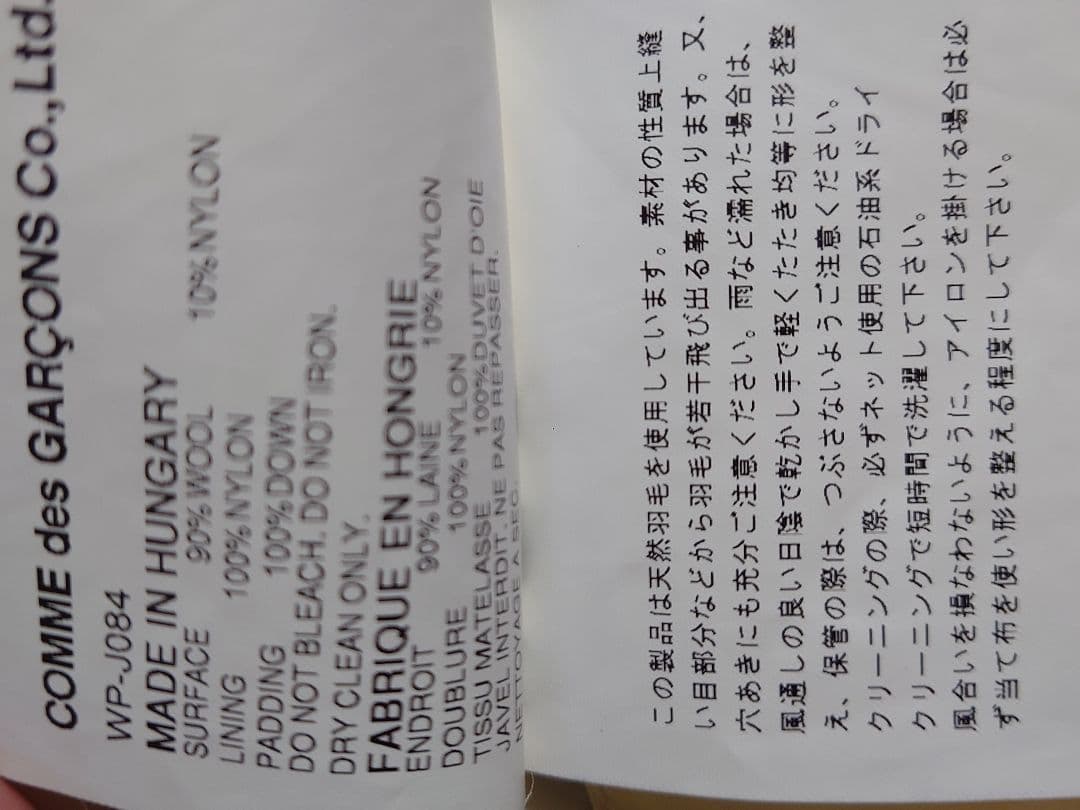 COMME des GARÇONS Co.,Ltd.
WP-J084
MADE IN HUNGARY
SURFACE 90%WOOL 10%NYLON
LINING 100%NYLON
PADDING 100%DOWN
DO NOT BLEACH. DO NOT IRON.
DRY CLEAN ONLY.
FABRIQUE EN HONGRIE
ENDROIT 90%LAINE 10%NYLON
DOUBLURE 100%NYLON
TISSU MATELASSE 100%DUVET D'OIE
JAVEL INTERDIT. NE PAS REPASSER.
NETTOYAGE A SEC.
この製品は天然羽毛を使用しています。素材の性質上縫
い目部分などから羽毛が若干飛び出る事があります。又、
穴あきにも充分ご注意ください。雨など濡れた場合は、
風通しの良い日陰で乾かし手で軽くたたき均等に形を整
え、保管の際は、つぶさないようご注意ください。
クリーニングの際、必ずネット使用の石油系ドライ
クリーニングで短時間で洗濯して下さい。
風合いを損なわないように、アイロンを掛ける場合は必
ず当て布を使い形を整える程度にして下さい。